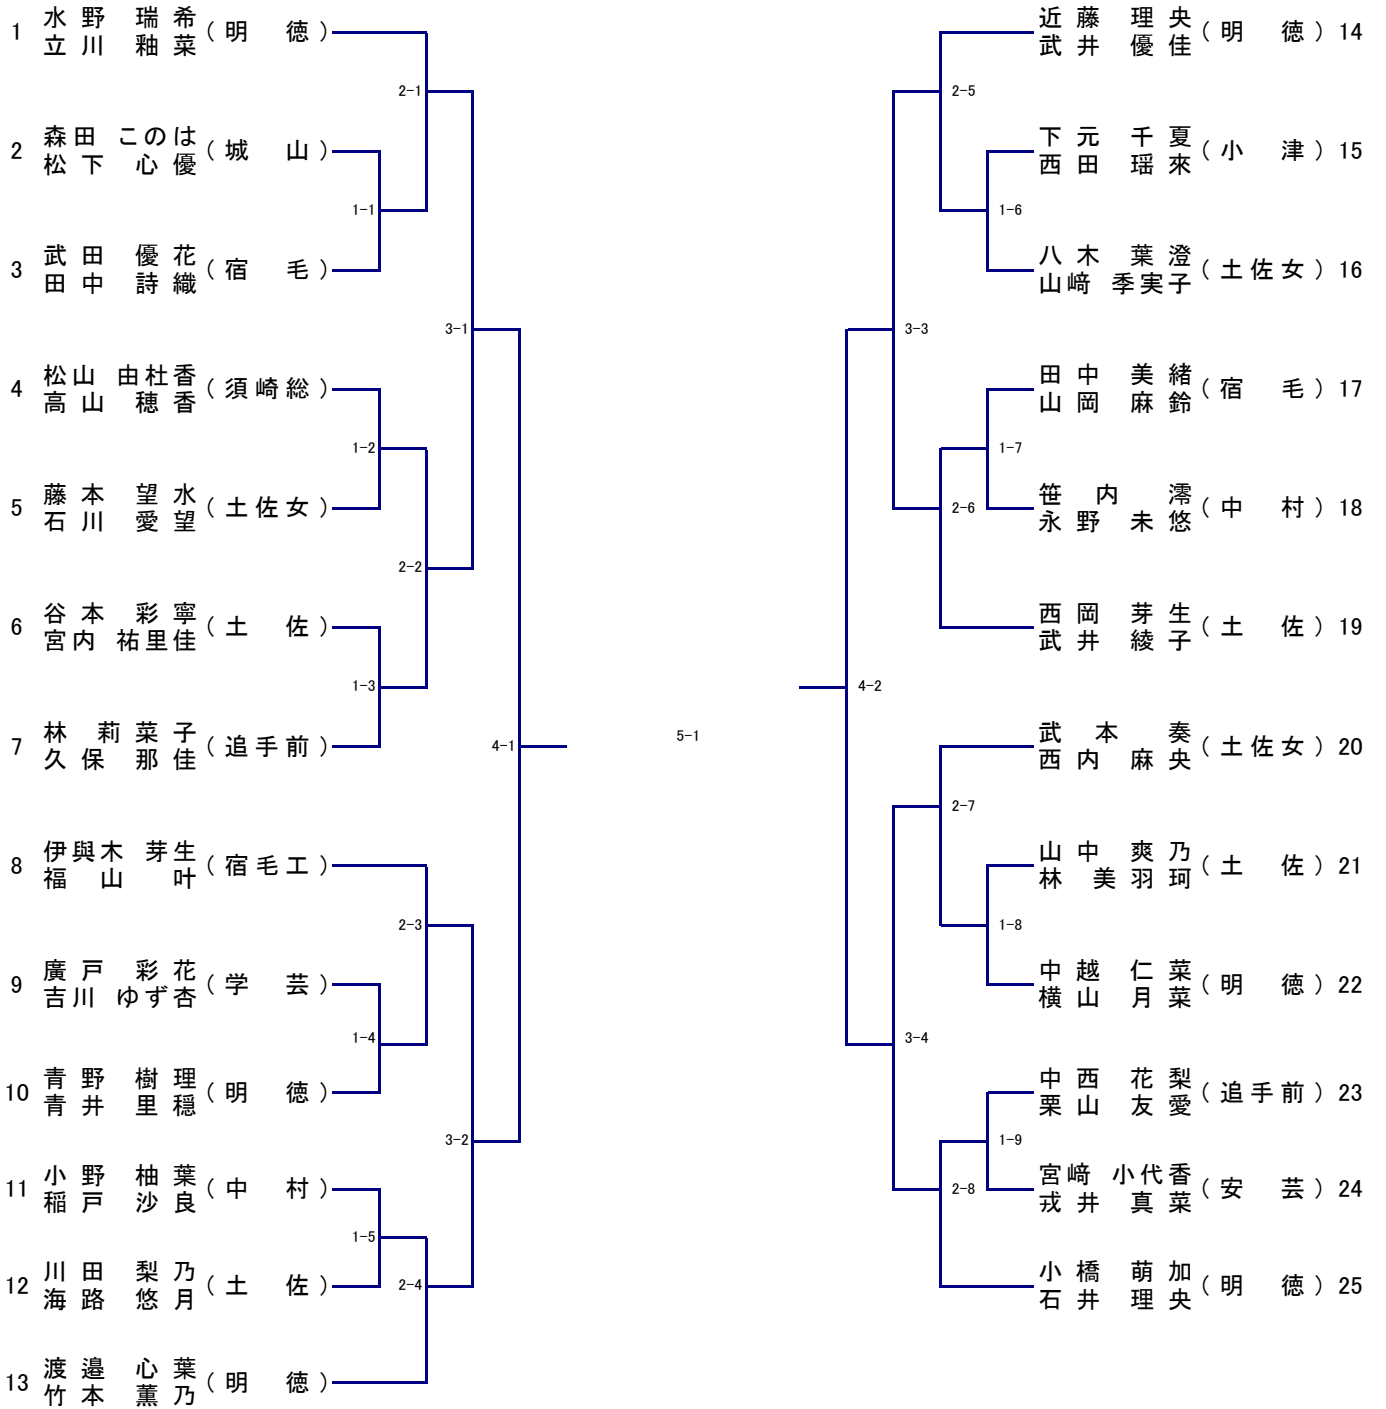 水野 瑞希
1 (明 徳)
立川 釉菜
2-1
森田 このは
2 (城 山)
松下 心優
1-1
武田 優花
3 (宿 毛)
田中 詩織
3-1
松山 由杜香
4 (須崎総)
高山 穂香
1-2
藤本 望水
5 (土佐女)
石川 愛望
2-2
谷本 彩寧
6 (土 佐)
宮内 祐里佳
1-3
林 莉菜子
7 (追手前)
久保 那佳
4-1
伊與木 芽生
8 (宿毛工)
福山 叶
2-3
廣戸 彩花
9 (学 芸)
吉川 ゆず杏
1-4
青野 樹理
10 (明 徳)
青井 里穏
3-2
小野 柚葉
11 (中 村)
稲戸 沙良
1-5
川田 梨乃
12 (土 佐)
海路 悠月
2-4
渡邉 心葉
13 (明 徳)
竹本 薫乃
5-1
近藤 理央
(明 徳) 14
武井 優佳
2-5
下元 千夏
(小 津) 15
西田 瑶來
1-6
八木 葉澄
(土佐女) 16
山﨑 季実子
3-3
田中 美緒
(宿 毛) 17
山岡 麻鈴
1-7
笹内 澪
(中 村) 18
永野 未悠
2-6
西岡 芽生
(土 佐) 19
武井 綾子
4-2
武本 奏
(土佐女) 20
西内 麻央
2-7
山中 爽乃
(土 佐) 21
林 美羽珂
1-8
中越 仁菜
(明 徳) 22
横山 月菜
3-4
中西 花梨
(追手前) 23
栗山 友愛
1-9
宮﨑 小代香
(安 芸) 24
戎井 真菜
2-8
小橋 萌加
(明 徳) 25
石井 理央